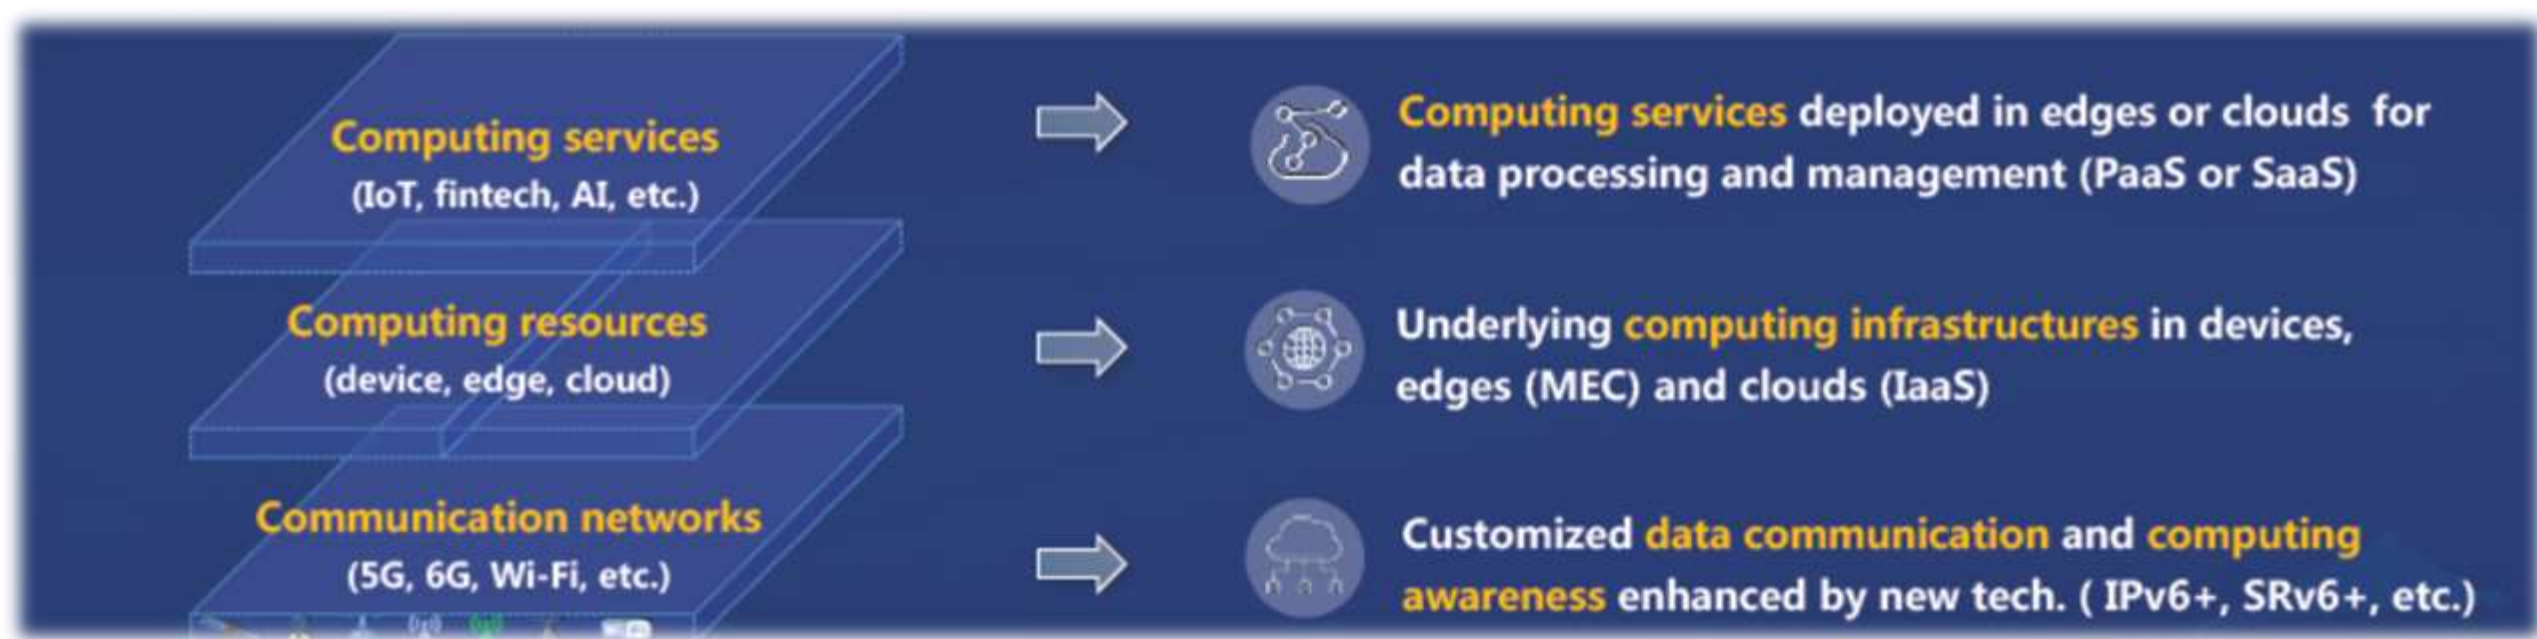 Computing services
(IoT, fintech, AI, etc.)
Computing services deployed in edges or clouds for
data processing and management (PaaS or SaaS)
Computing resources
(device, edge, cloud)
Underlying computing infrastructures in devices,
edges (MEC) and clouds (IaaS)
Communication networks
(5G, 6G, Wi-Fi, etc.)
Customized data communication and computing
awareness enhanced by new tech. ( IPv6+, SRv6+, etc.)